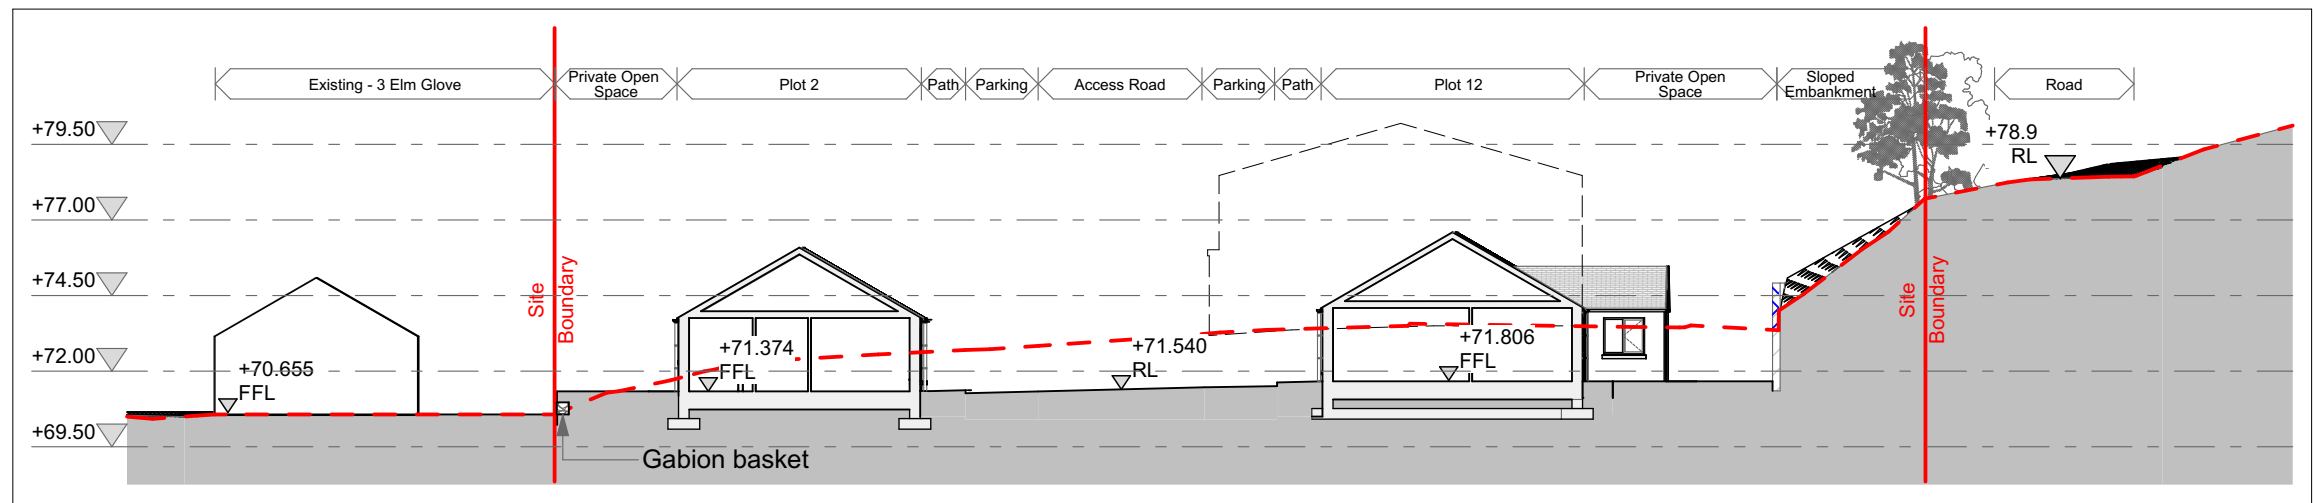 Existing - 3 Elm Glove
Private Open
Space
Plot 2
Path
Parking
Access Road
Parking
Path
Plot 12
Private Open
Space
Sloped
Embankment
Road
+79.50
+77.00
+74.50
+72.00
+69.50
+78.9
RL
Site
Boundary
Site
Boundary
+70.655
FFL
+71.374
FFL
+71.540
RL
+71.806
FFL
Gabion basket